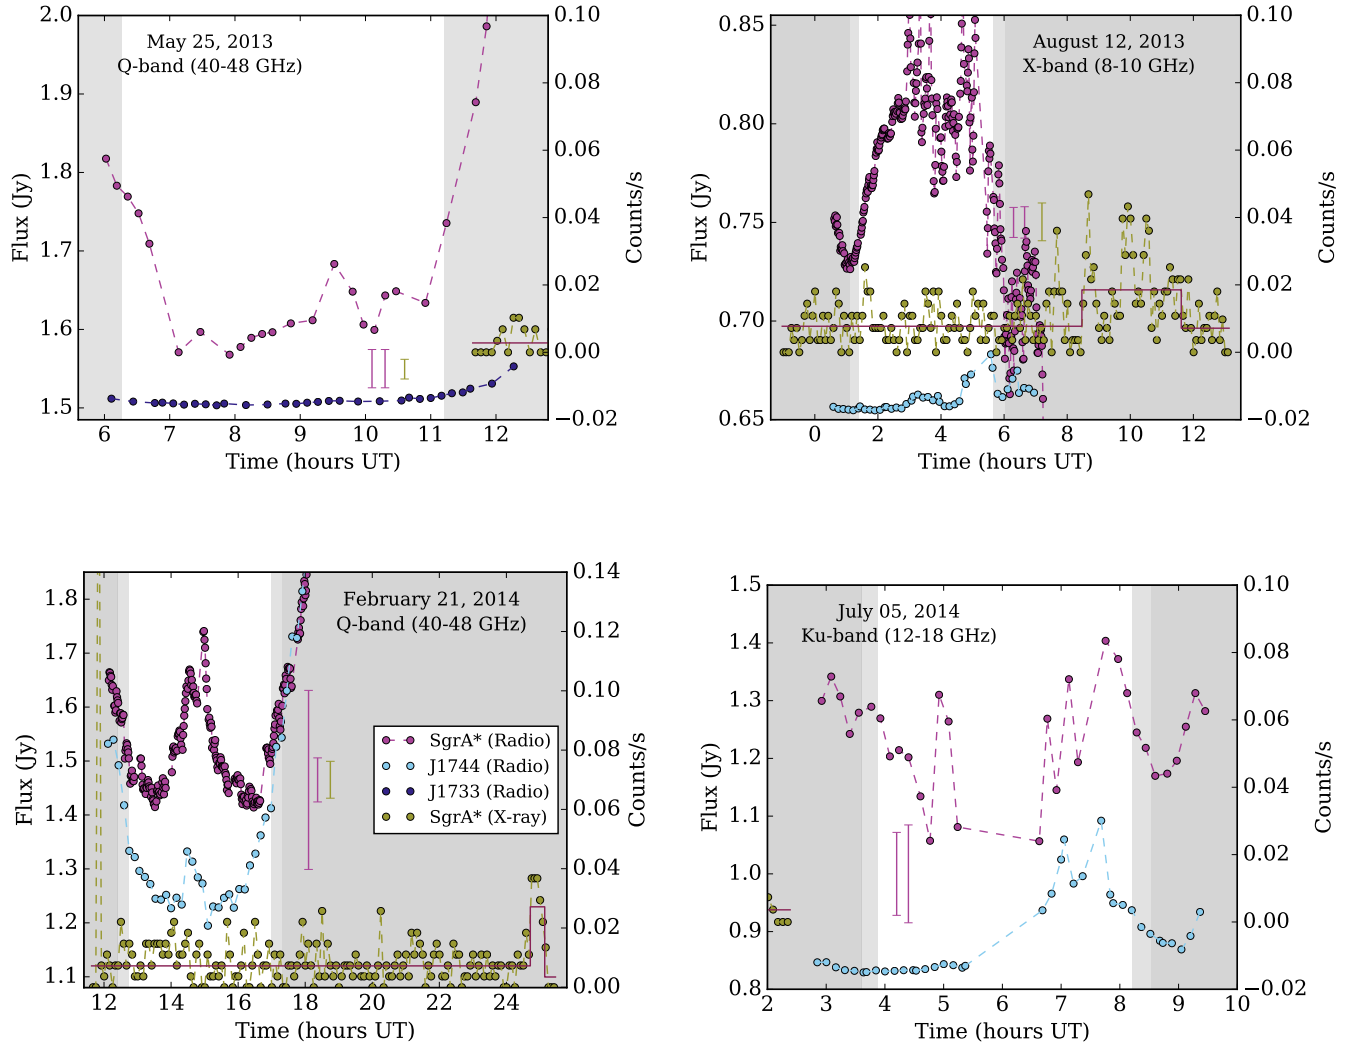 May 25, 2013
Q-band (40-48 GHz)
2.0
1.9
1.8
1.7
1.6
1.5
Flux (Jy)
0.10
0.08
0.06
0.04
0.02
0.00
−0.02
Counts/s
6 7 8 9 10 11 12
Time (hours UT)
August 12, 2013
X-band (8-10 GHz)
0.85
0.80
0.75
0.70
0.65
Flux (Jy)
0.10
0.08
0.06
0.04
0.02
0.00
−0.02
Counts/s
0 2 4 6 8 10 12
Time (hours UT)
February 21, 2014
Q-band (40-48 GHz)
1.8
1.7
1.6
1.5
1.4
1.3
1.2
1.1
Flux (Jy)
SgrA* (Radio)
J1744 (Radio)
J1733 (Radio)
SgrA* (X-ray)
0.14
0.12
0.10
0.08
0.06
0.04
0.02
0.00
Counts/s
12 14 16 18 20 22 24
Time (hours UT)
July 05, 2014
Ku-band (12-18 GHz)
1.5
1.4
1.3
1.2
1.1
1.0
0.9
0.8
Flux (Jy)
0.10
0.08
0.06
0.04
0.02
0.00
−0.02
Counts/s
2 3 4 5 6 7 8 9 10
Time (hours UT)